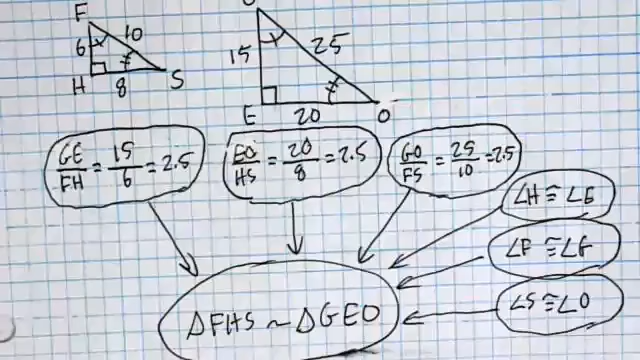 F
10
6
H
8
S
15
25
E
20
O
GE/FH = 15/6 = 2.5
EO/HS = 20/8 = 2.5
GO/FS = 25/10 = 2.5
∠H ≅ ∠E
∠F ≅ ∠G
∠S ≅ ∠O
ΔFHS ~ ΔGEO